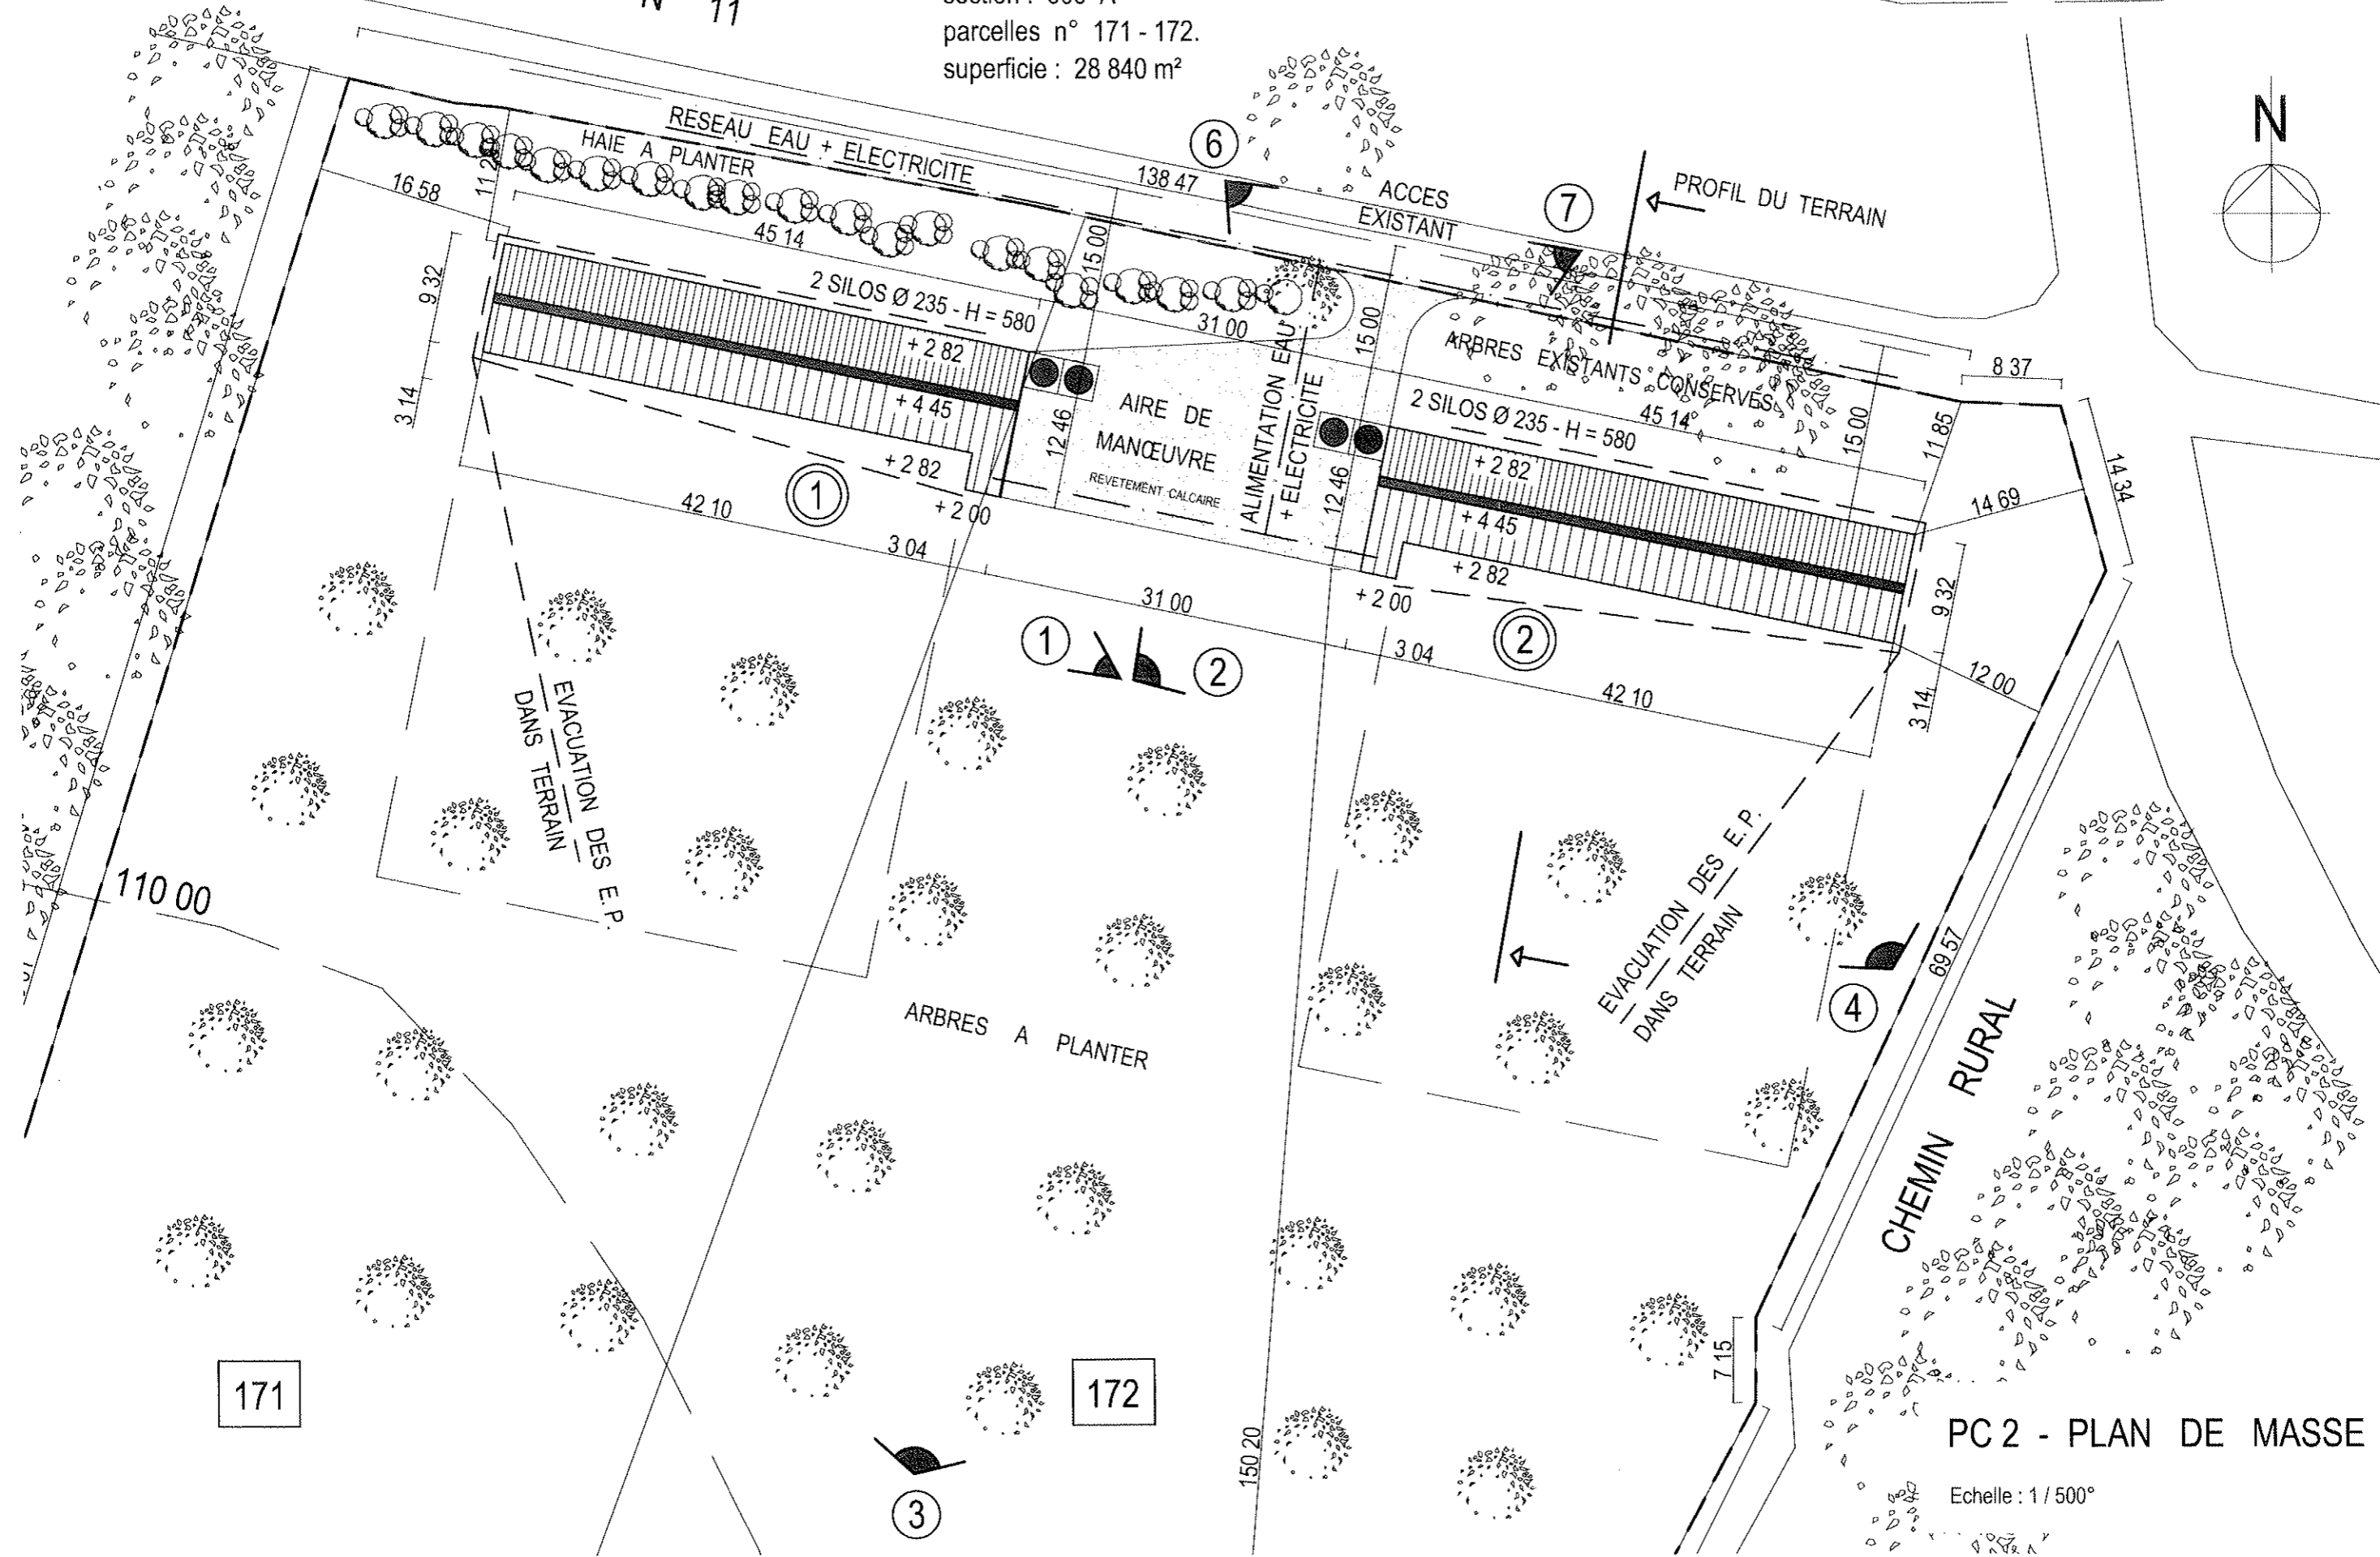 N° 11
parcelles n° 171 - 172.
superficie : 28 840 m²
N
RESEAU EAU + ELECTRICITE
HAIE A PLANTER
138 47
6
ACCES
EXISTANT
7
PROFIL DU TERRAIN
16 58
45 14
15 00
9 32
3 14
2 SILOS Ø 235 - H = 580
+ 2 82
+ 4 45
+ 2 82
+ 2 00
31 00
15 00
ARBRES EXISTANTS CONSERVES
8 37
2 SILOS Ø 235 - H = 580
45 14
15 00
11 85
14 34
14 69
12 46
AIRE DE
MANŒUVRE
REVETEMENT CALCAIRE
ALIMENTATION EAU
+ ELECTRICITE
12 46
+ 2 82
+ 4 45
+ 2 82
+ 2 00
1
42 10
3 04
31 00
2
3 04
42 10
9 32
3 14
12 00
1
2
EVACUATION DES E. P.
DANS TERRAIN
110 00
EVACUATION DES E. P.
DANS TERRAIN
4
69 57
CHEMIN RURAL
ARBRES A PLANTER
171
172
3
150 20
7 15
PC 2 - PLAN DE MASSE
Echelle : 1 / 500°